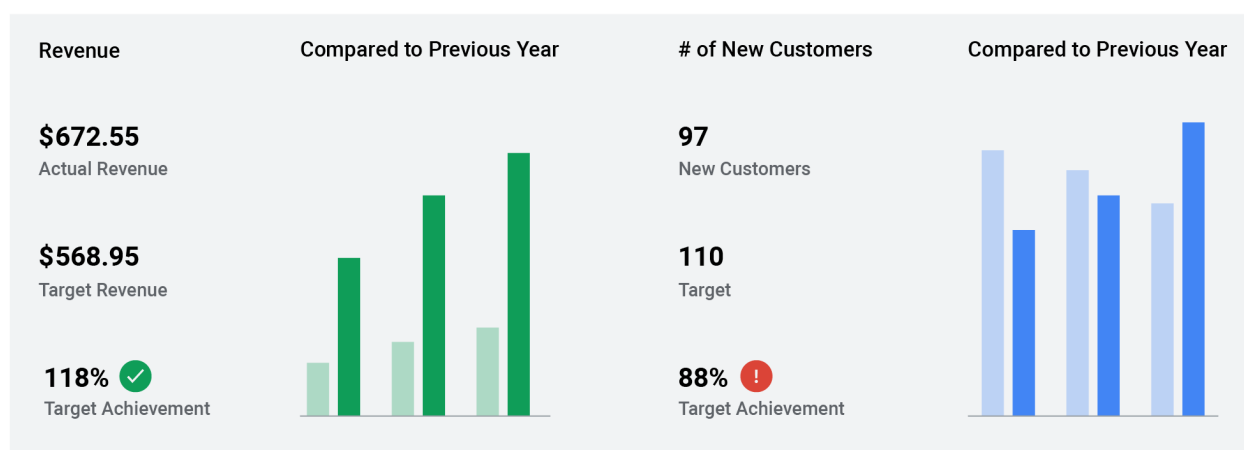 Revenue
Compared to Previous Year
# of New Customers
Compared to Previous Year
$672.55
Actual Revenue
97
New Customers
$568.95
Target Revenue
110
Target
118%
Target Achievement
88%
!
Target Achievement